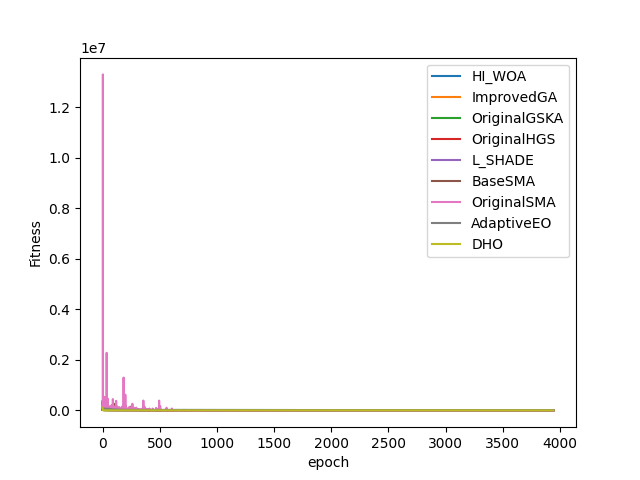 1e7
1.2
1.0
0.8
0.6
0.4
0.2
0.0
Fitness
HI_WOA
ImprovedGA
OriginalGSKA
OriginalHGS
L_SHADE
BaseSMA
OriginalSMA
AdaptiveEO
DHO
0 500 1000 1500 2000 2500 3000 3500 4000
epoch